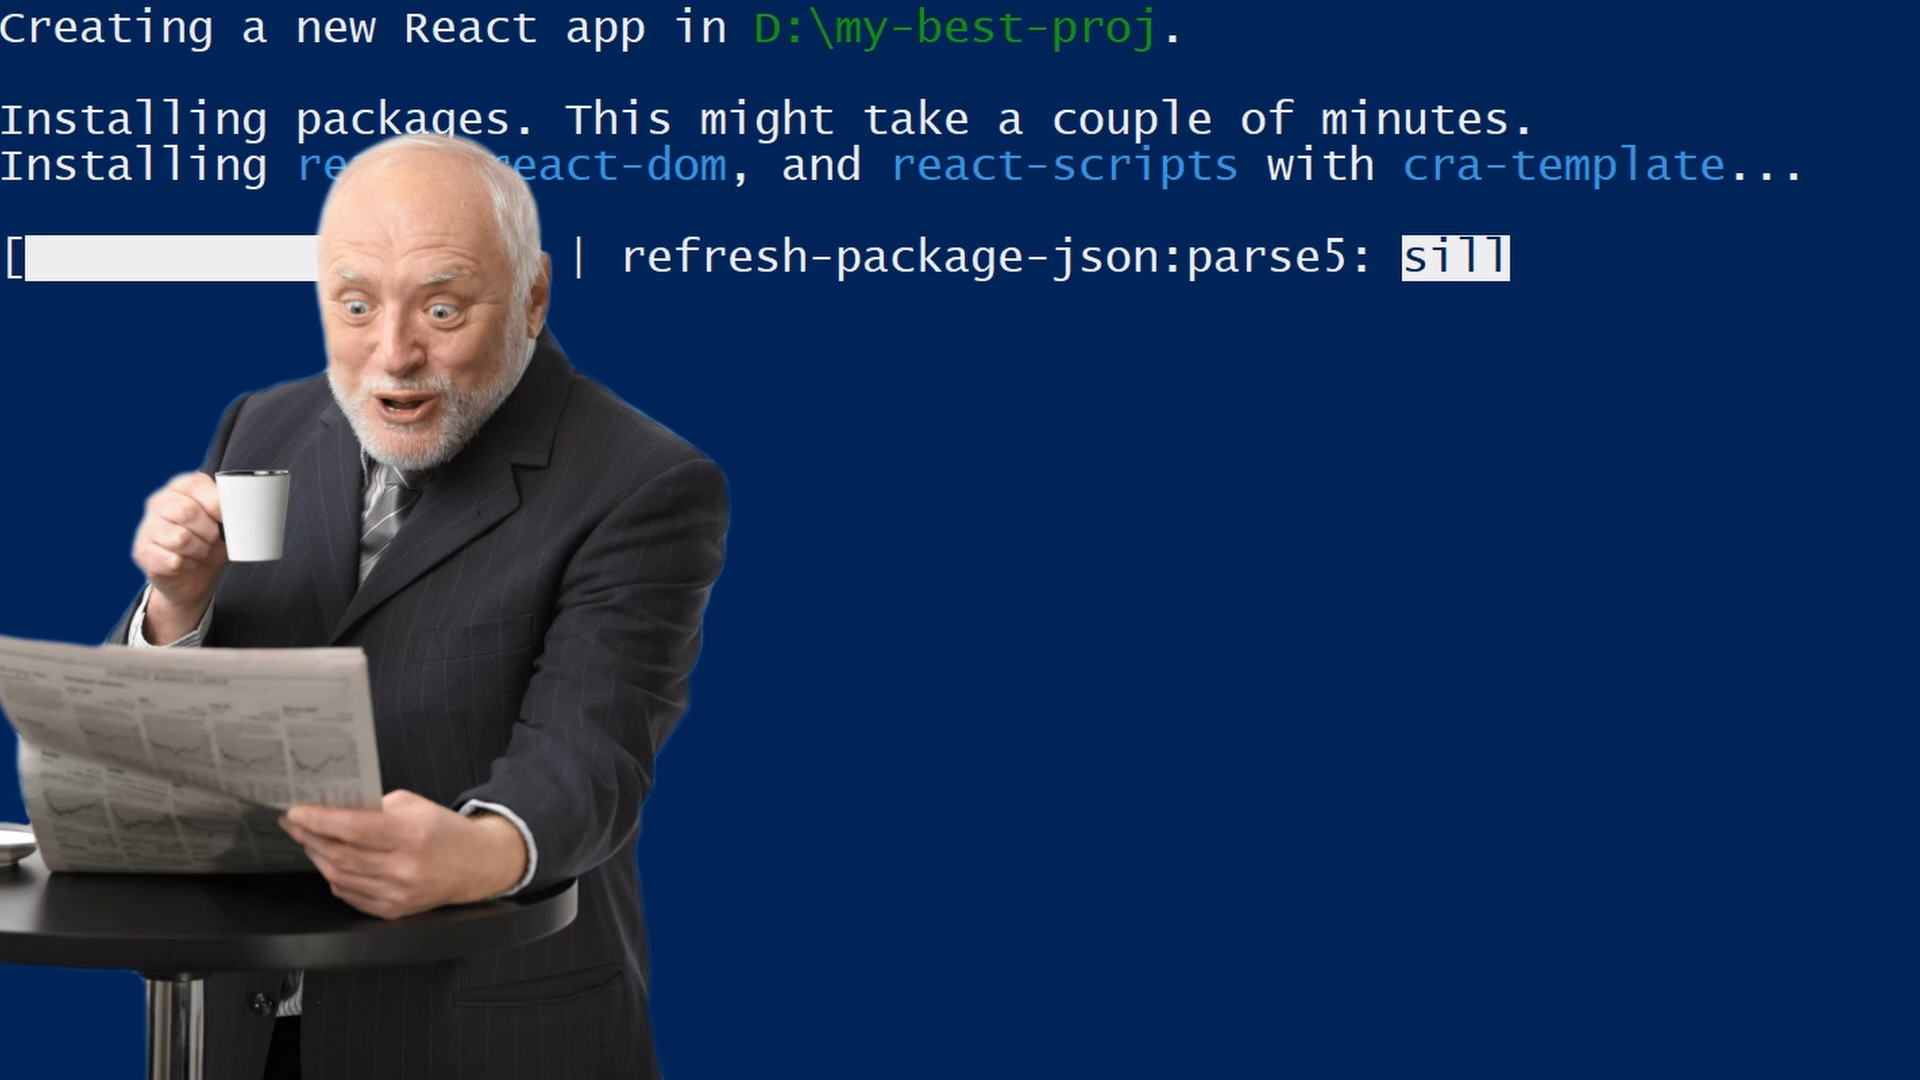 Creating a new React app in D:\my-best-proj.
Installing packages. This might take a couple of minutes.
Installing react-dom, and react-scripts with cra-template...
[ | refresh-package-json:parse5: sill